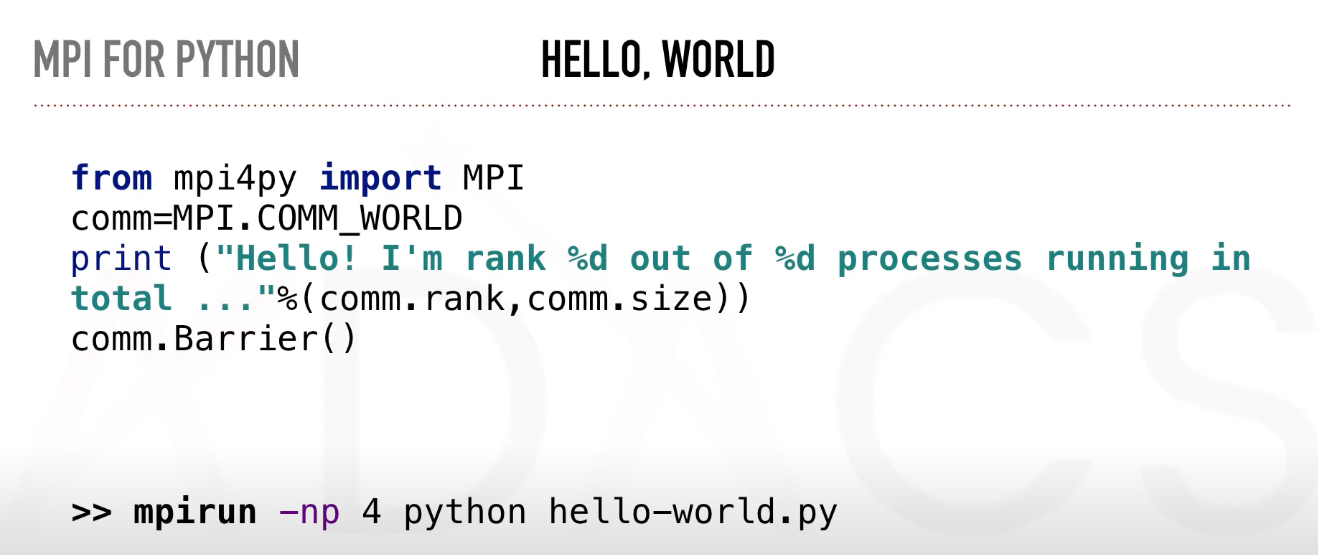 MPI FOR PYTHON
HELLO, WORLD
from mpi4py import MPI
comm=MPI.COMM_WORLD
print ("Hello! I'm rank %d out of %d processes running in
total ..."%(comm.rank,comm.size))
comm.Barrier()
ADACS
>> mpirun -np 4 python hello-world.py